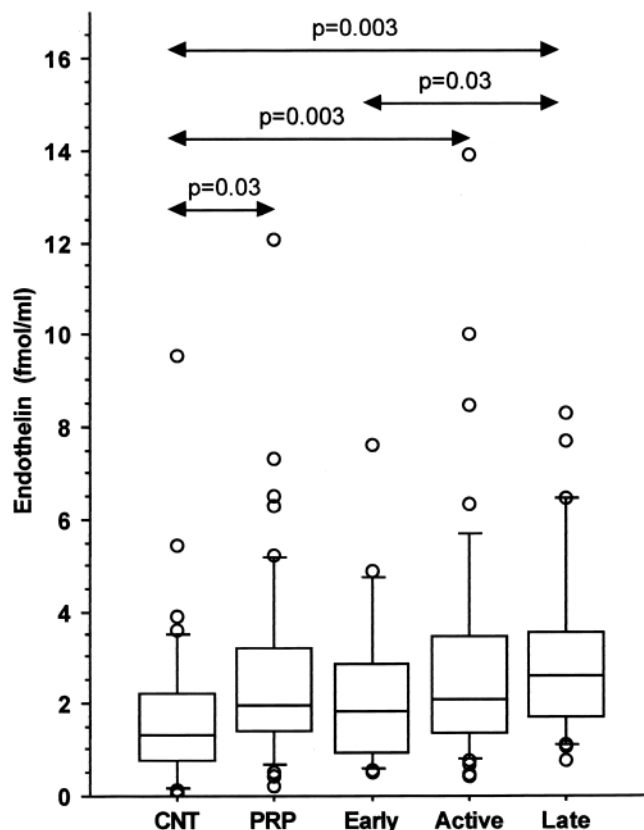 p=0.003
p=0.03
p=0.003
p=0.03
16
14
12
10
8
6
4
2
0
Endothelin (fmol/ml)
CNT PRP Early Active Late